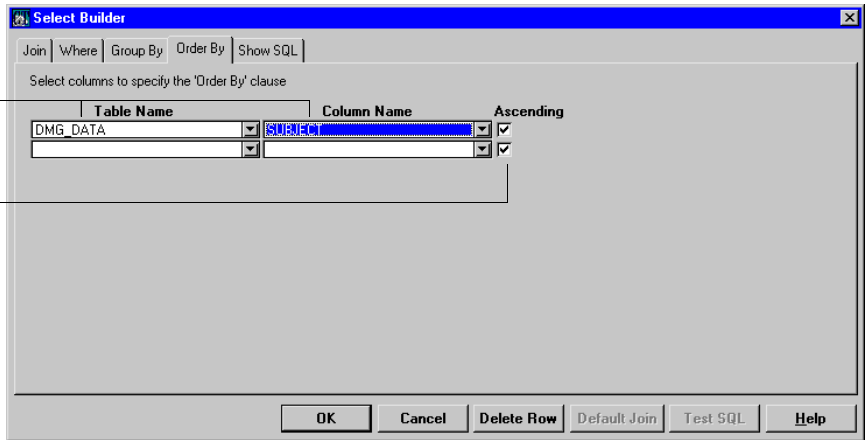 Select Builder
Join Where Group By Order By Show SQL
Select columns to specify the 'Order By' clause
Table Name Column Name Ascending
DMG_DATA SUBJECT
OK Cancel Delete Row Default Join Test SQL Help